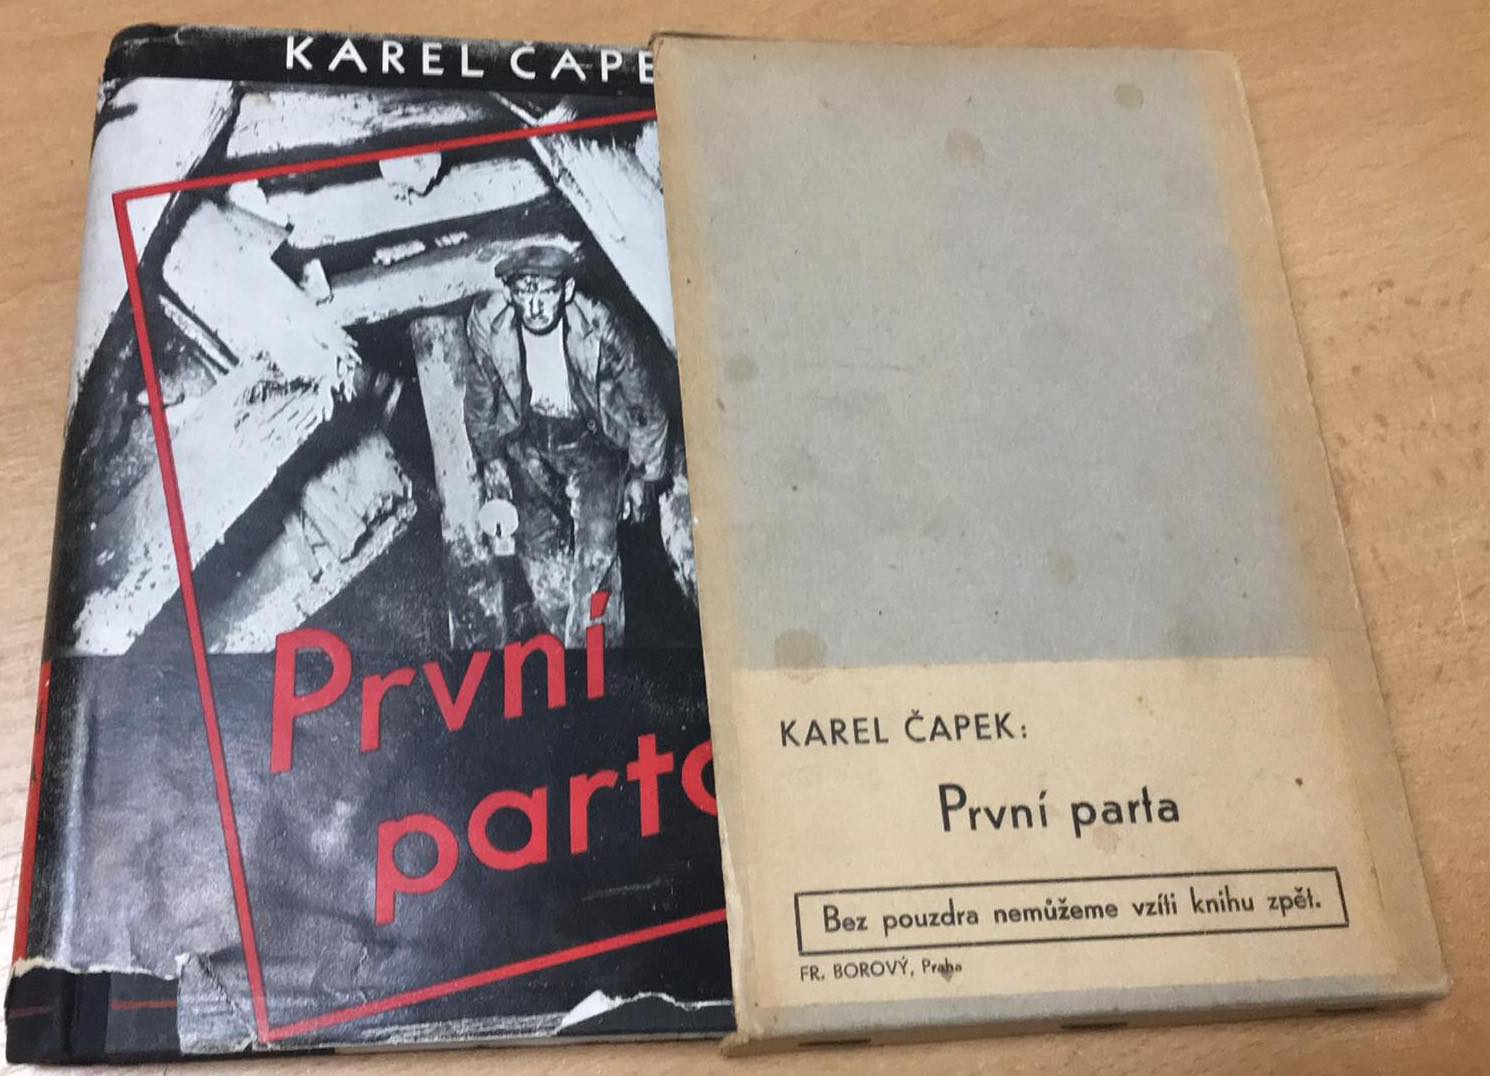 KAREL ČAPE
První
parta
KAREL ČAPEK:
První parta
Bez pouzdra nemůžeme vzíti knihu zpět.
FR. BOROVÝ, Praha